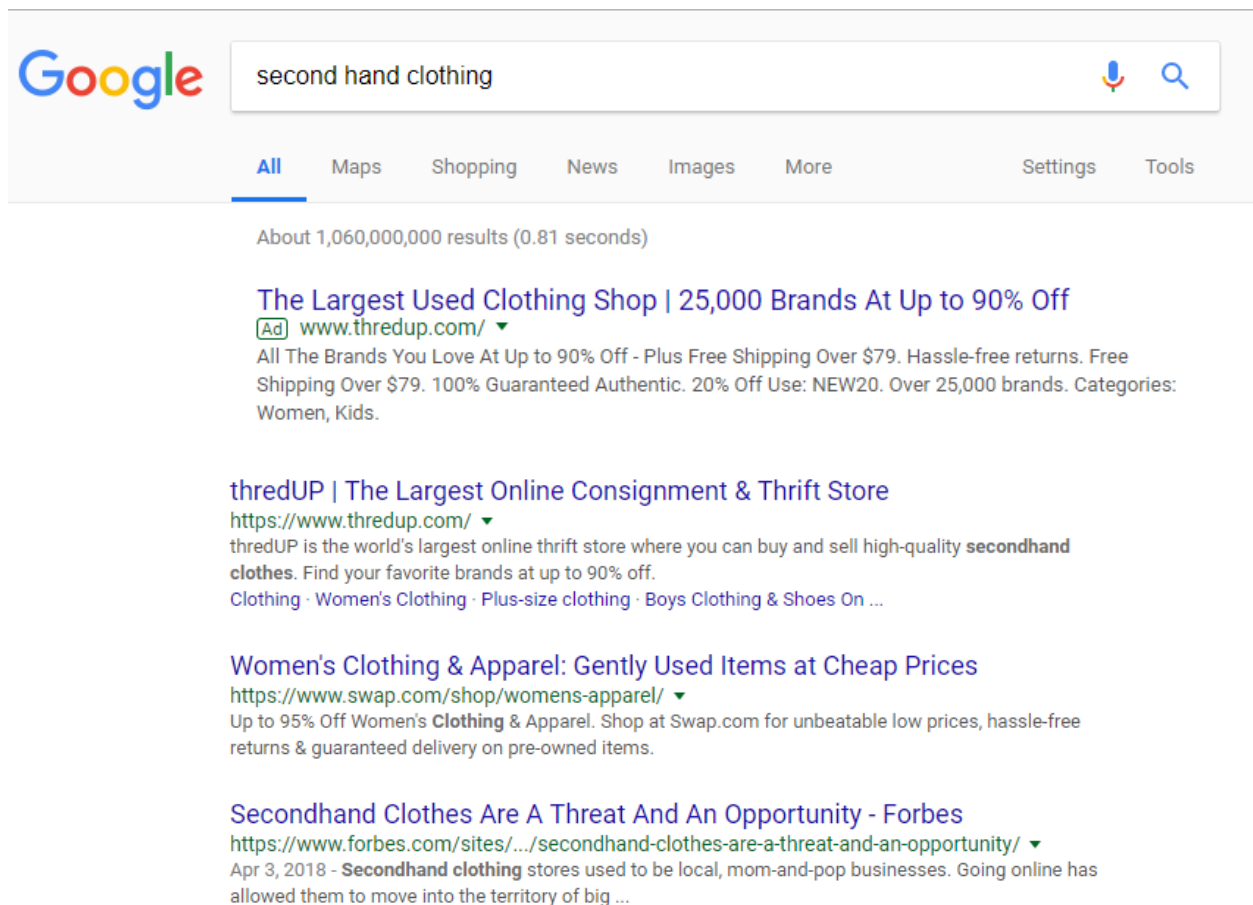 Google
second hand clothing
All Maps Shopping News Images More Settings Tools
About 1,060,000,000 results (0.81 seconds)
The Largest Used Clothing Shop | 25,000 Brands At Up to 90% Off
Ad www.thredup.com/
All The Brands You Love At Up to 90% Off - Plus Free Shipping Over $79. Hassle-free returns. Free
Shipping Over $79. 100% Guaranteed Authentic. 20% Off Use: NEW20. Over 25,000 brands. Categories:
Women, Kids.
thredUP | The Largest Online Consignment & Thrift Store
https://www.thredup.com/
thredUP is the world's largest online thrift store where you can buy and sell high-quality secondhand
clothes. Find your favorite brands at up to 90% off.
Clothing · Women's Clothing · Plus-size clothing · Boys Clothing & Shoes On ...
Women's Clothing & Apparel: Gently Used Items at Cheap Prices
https://www.swap.com/shop/womens-apparel/
Up to 95% Off Women's Clothing & Apparel. Shop at Swap.com for unbeatable low prices, hassle-free
returns & guaranteed delivery on pre-owned items.
Secondhand Clothes Are A Threat And An Opportunity - Forbes
https://www.forbes.com/sites/.../secondhand-clothes-are-a-threat-and-an-opportunity/
Apr 3, 2018 - Secondhand clothing stores used to be local, mom-and-pop businesses. Going online has
allowed them to move into the territory of big ...